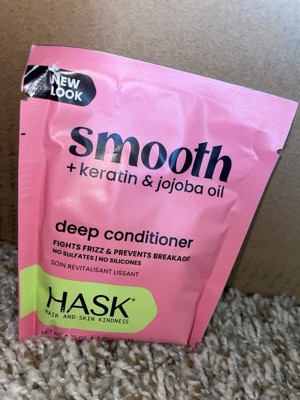 NEW
LOOK
smooth
+ keratin & jojoba oil
deep conditioner
FIGHTS FRIZZ & PREVENTS BREAKAGE
NO SULFATES | NO SILICONES
SOIN REVITALISANT LISSANT
HASK®
HAIR AND SKIN KINDNESS